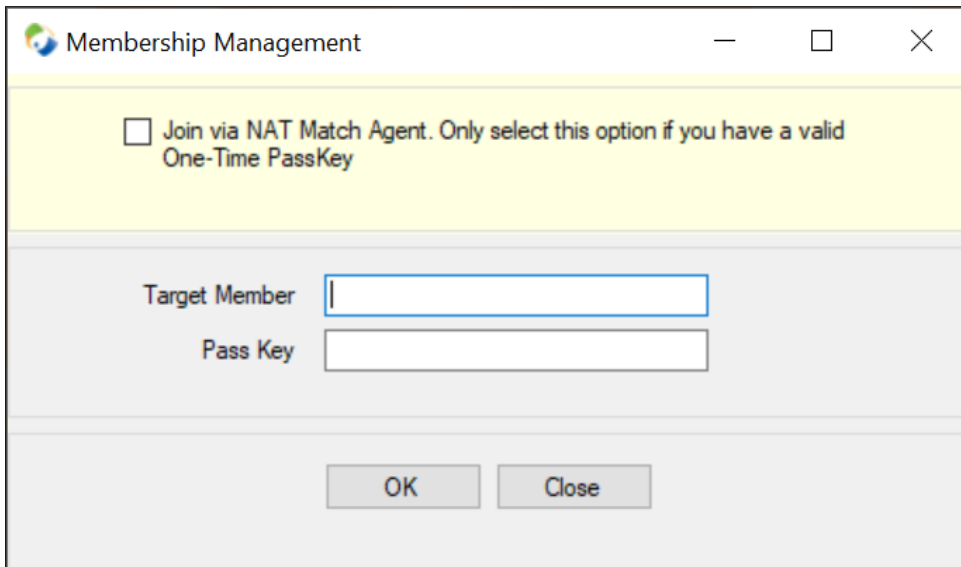 Membership Management
Join via NAT Match Agent. Only select this option if you have a valid
One-Time PassKey
Target Member
Pass Key
OK
Close